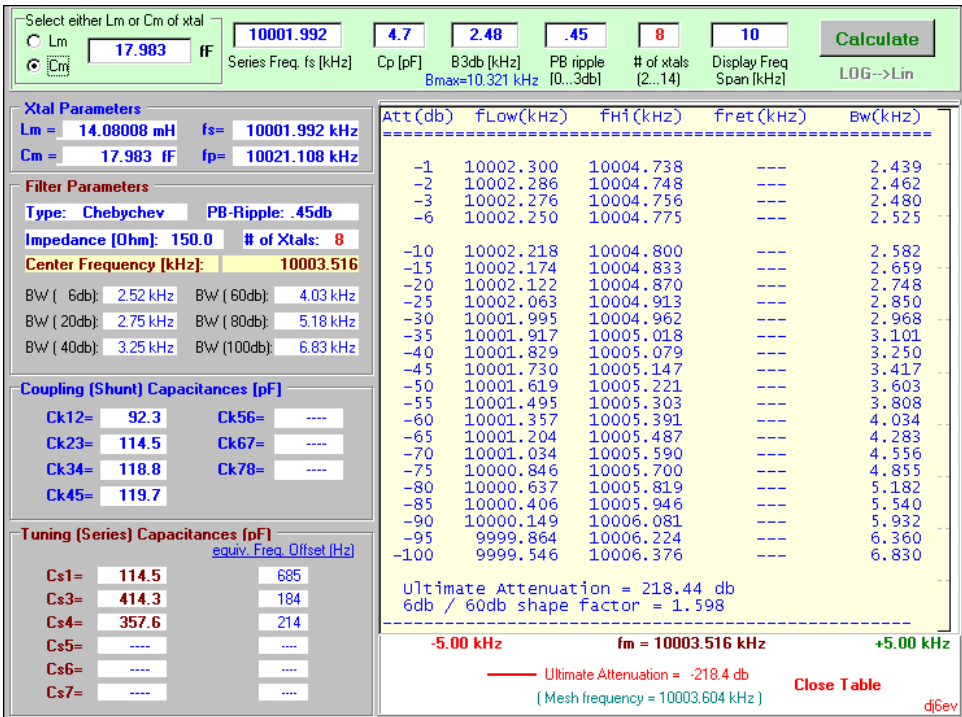 Select either Lm or Cm of xtal
Lm
Cm
17.983 fF
10001.992
Series Freq. fs [kHz]
4.7
Cp [pF]
2.48
B3db [kHz]
Bmax=10.321 kHz
.45
PB ripple
[0...3db]
8
# of xtals
(2...14)
10
Display Freq
Span [kHz]
Calculate
LOG-->Lin
Xtal Parameters
Lm = 14.08008 mH fs= 10001.992 kHz
Cm = 17.983 fF fp= 10021.108 kHz
Filter Parameters
Type: Chebychev PB-Ripple: .45db
Impedance [Ohm]: 150.0 # of Xtals: 8
Center Frequency [kHz]: 10003.516
BW ( 6db): 2.52 kHz BW ( 60db): 4.03 kHz
BW ( 20db): 2.75 kHz BW ( 80db): 5.18 kHz
BW ( 40db): 3.25 kHz BW (100db): 6.83 kHz
Coupling (Shunt) Capacitances [pF]
Ck12= 92.3 Ck56= ----
Ck23= 114.5 Ck67= ----
Ck34= 118.8 Ck78= ----
Ck45= 119.7
Tuning (Series) Capacitances [pF]
equiv. Freq. Offset [Hz]
Cs1= 114.5 685
Cs3= 414.3 184
Cs4= 357.6 214
Cs5= ---- ----
Cs6= ---- ----
Cs7= ---- ----
Att(db) fLow(kHz) fHi(kHz) fret(kHz) Bw(kHz)
-1 10002.300 10004.738 --- 2.439
-2 10002.286 10004.748 --- 2.462
-3 10002.276 10004.756 --- 2.480
-6 10002.250 10004.775 --- 2.525
-10 10002.218 10004.800 --- 2.582
-15 10002.174 10004.833 --- 2.659
-20 10002.122 10004.870 --- 2.748
-25 10002.063 10004.913 --- 2.850
-30 10001.995 10004.962 --- 2.968
-35 10001.917 10005.018 --- 3.101
-40 10001.829 10005.079 --- 3.250
-45 10001.730 10005.147 --- 3.417
-50 10001.619 10005.221 --- 3.603
-55 10001.495 10005.303 --- 3.808
-60 10001.357 10005.391 --- 4.034
-65 10001.204 10005.487 --- 4.283
-70 10001.034 10005.590 --- 4.556
-75 10000.846 10005.700 --- 4.855
-80 10000.637 10005.819 --- 5.182
-85 10000.406 10005.946 --- 5.540
-90 10000.149 10006.081 --- 5.932
-95 9999.864 10006.224 --- 6.360
-100 9999.546 10006.376 --- 6.830
Ultimate Attenuation = 218.44 db
6db / 60db shape factor = 1.598
-5.00 kHz fm = 10003.516 kHz +5.00 kHz
Ultimate Attenuation = -218.4 db
( Mesh frequency = 10003.604 kHz )
Close Table
dj6ev